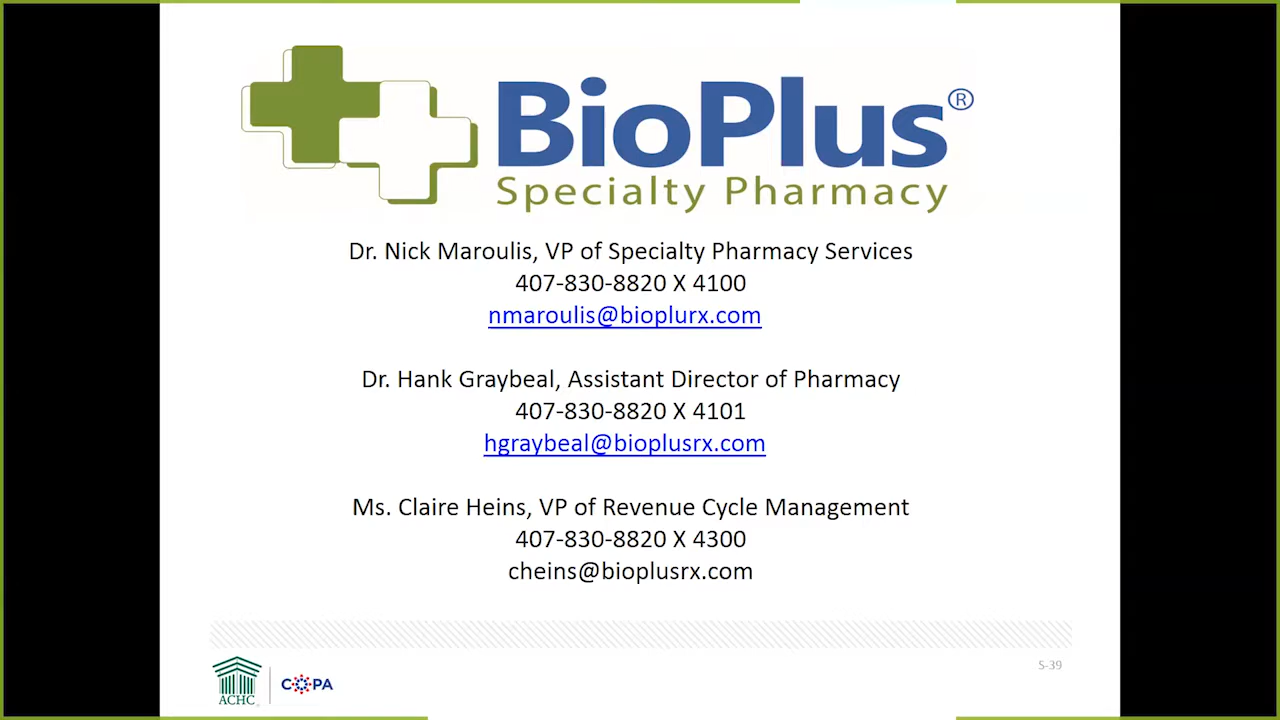 BioPlus®
Specialty Pharmacy
Dr. Nick Maroulis, VP of Specialty Pharmacy Services
407-830-8820 X 4100
nmaroulis@bioplurx.com
Dr. Hank Graybeal, Assistant Director of Pharmacy
407-830-8820 X 4101
hgraybeal@bioplusrx.com
Ms. Claire Heins, VP of Revenue Cycle Management
407-830-8820 X 4300
cheins@bioplusrx.com
S-39
ACHC
COPA